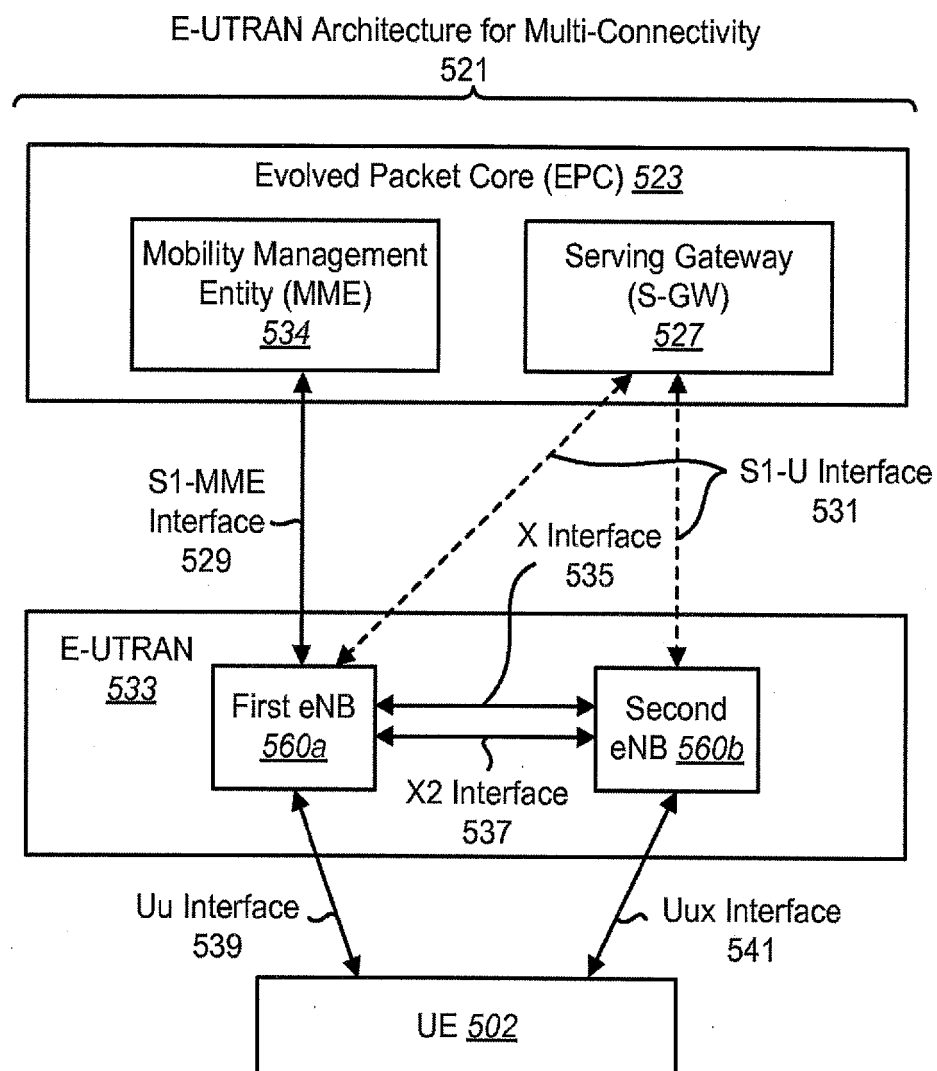 E-UTRAN Architecture for Multi-Connectivity
521
Evolved Packet Core (EPC) 523
Mobility Management
Entity (MME)
534
Serving Gateway
(S-GW)
527
S1-MME
Interface
529
S1-U Interface
531
X Interface
535
E-UTRAN
533
First eNB
560a
Second
eNB 560b
X2 Interface
537
Uu Interface
539
Uux Interface
541
UE 502